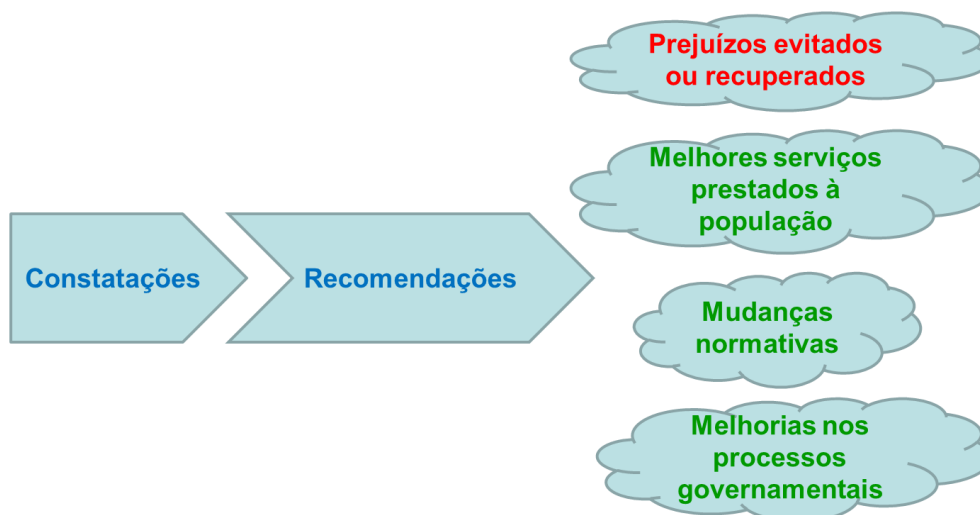 Constatações
Recomendações
Prejuízos evitados
ou recuperados
Melhores serviços
prestados à
população
Mudanças
normativas
Melhorias nos
processos
governamentais